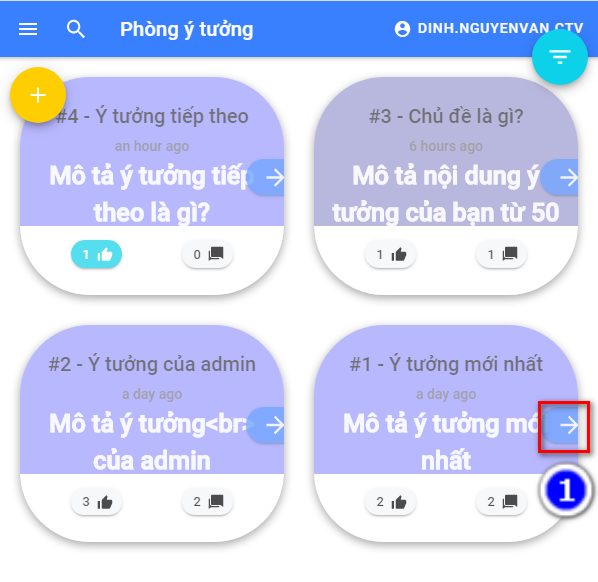 Phòng ý tưởng
DINH.NGUYENVAN.CTV
#4 - Ý tưởng tiếp theo
an hour ago
Mô tả ý tưởng tiếp
theo là gì?
1
0
#3 - Chủ đề là gì?
6 hours ago
Mô tả nội dung ý
tưởng của bạn từ 50
1
1
#2 - Ý tưởng của admin
a day ago
Mô tả ý tưởng<br>
của admin
3
2
#1 - Ý tưởng mới nhất
a day ago
Mô tả ý tưởng mới
nhất
2
2
1